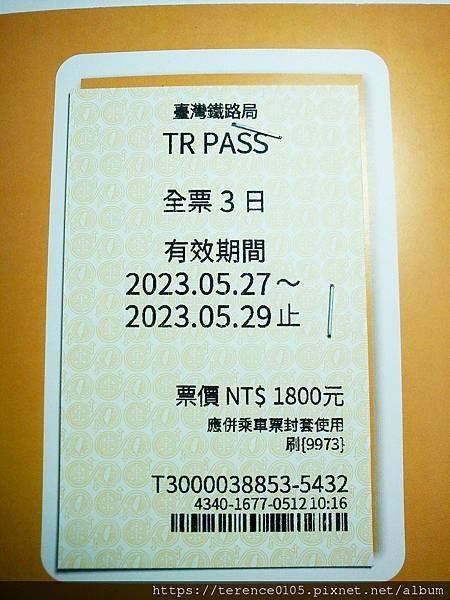 臺灣鐵路局
TR PASS
全票 3 日
有效期間
2023.05.27～
2023.05.29 止
票價 NT$ 1800元
應併乘車票封套使用
刷{9973}
T3000038853-5432
4340-1677-0512 10:16
https://terence0105.pixnet.net/album